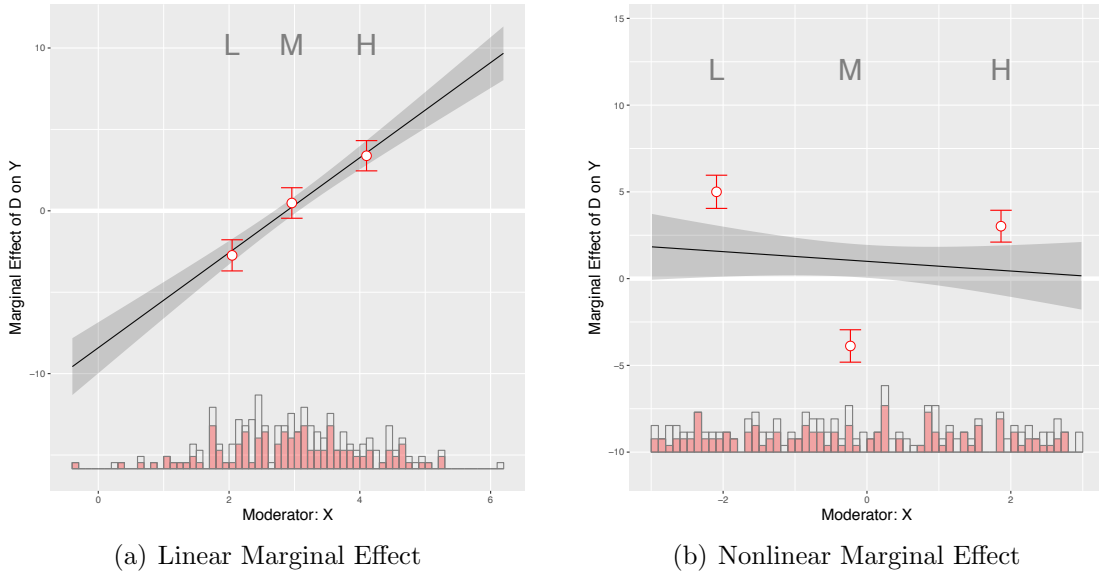 10
0
−10
L M H
Marginal Effect of D on Y
0 2 4 6
Moderator: X
(a) Linear Marginal Effect
15
10
5
0
−5
−10
L M H
Marginal Effect of D on Y
−2 0 2
Moderator: X
(b) Nonlinear Marginal Effect